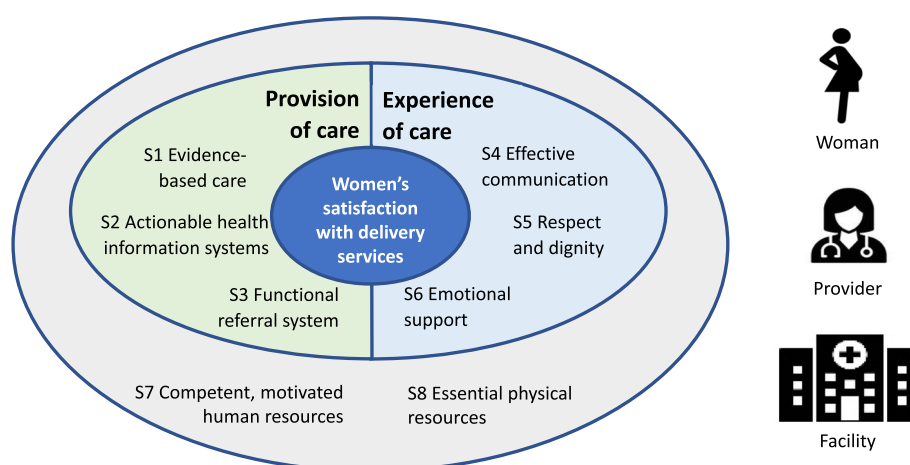 Provision
of care
Experience
of care
S1 Evidence-
based care
S2 Actionable health
information systems
S3 Functional
referral system
Women's
satisfaction
with delivery
services
S4 Effective
communication
S5 Respect
and dignity
S6 Emotional
support
S7 Competent, motivated
human resources
S8 Essential physical
resources
Woman
Provider
Facility